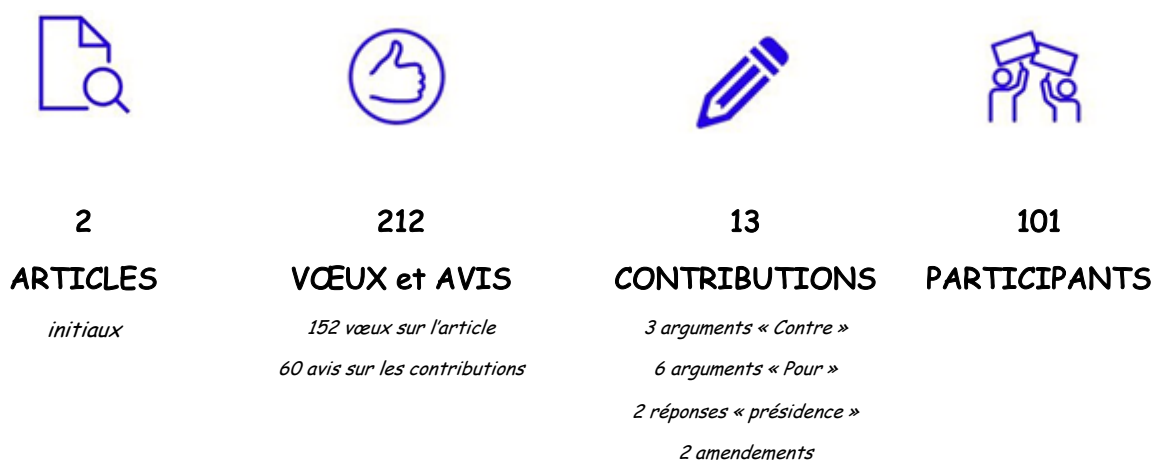 2
ARTICLES
initiaux
212
VŒUX et AVIS
152 vœux sur l'article
60 avis sur les contributions
13
CONTRIBUTIONS
3 arguments « Contre »
6 arguments « Pour »
2 réponses « présidence »
2 amendements
101
PARTICIPANTS